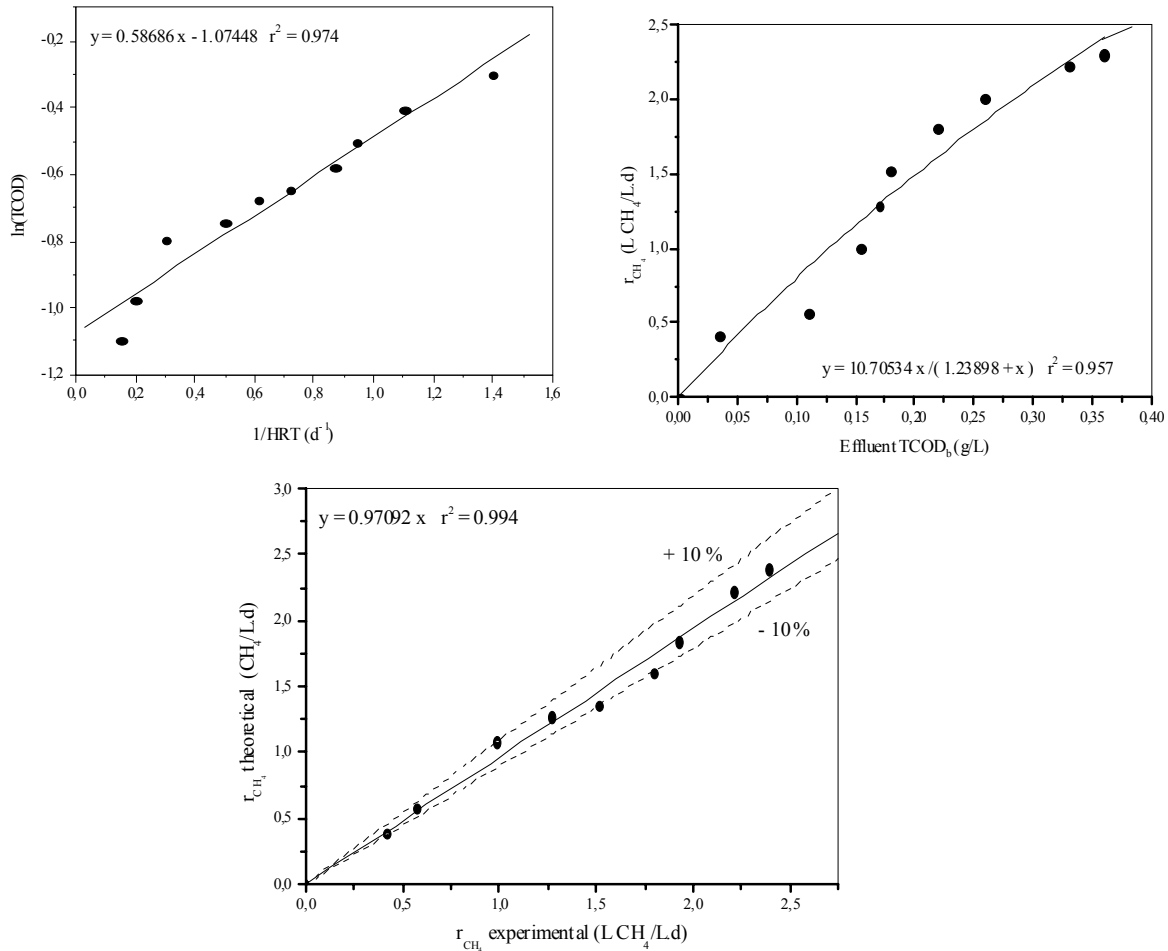 y = 0.58686 x - 1.07448 r² = 0.974
-0,2
-0,4
-0,6
-0,8
-1,0
-1,2
ln(TCOD)
0,0 0,2 0,4 0,6 0,8 1,0 1,2 1,4 1,6
1/HRT (d⁻¹)
2,5
2,0
1,5
1,0
0,5
0,0
r_CH₄ (L CH₄/L.d)
y = 10.70534 x /( 1.23898 + x) r² = 0.957
0,00 0,05 0,10 0,15 0,20 0,25 0,30 0,35 0,40
Effluent TCOD_b (g/L)
3,0
2,5
2,0
1,5
1,0
0,5
0,0
y = 0.97092 x r² = 0.994
+ 10 %
- 10 %
r_CH₄ theoretical (CH₄/L.d)
0,0 0,5 1,0 1,5 2,0 2,5
r_CH₄ experimental (L CH₄/L.d)